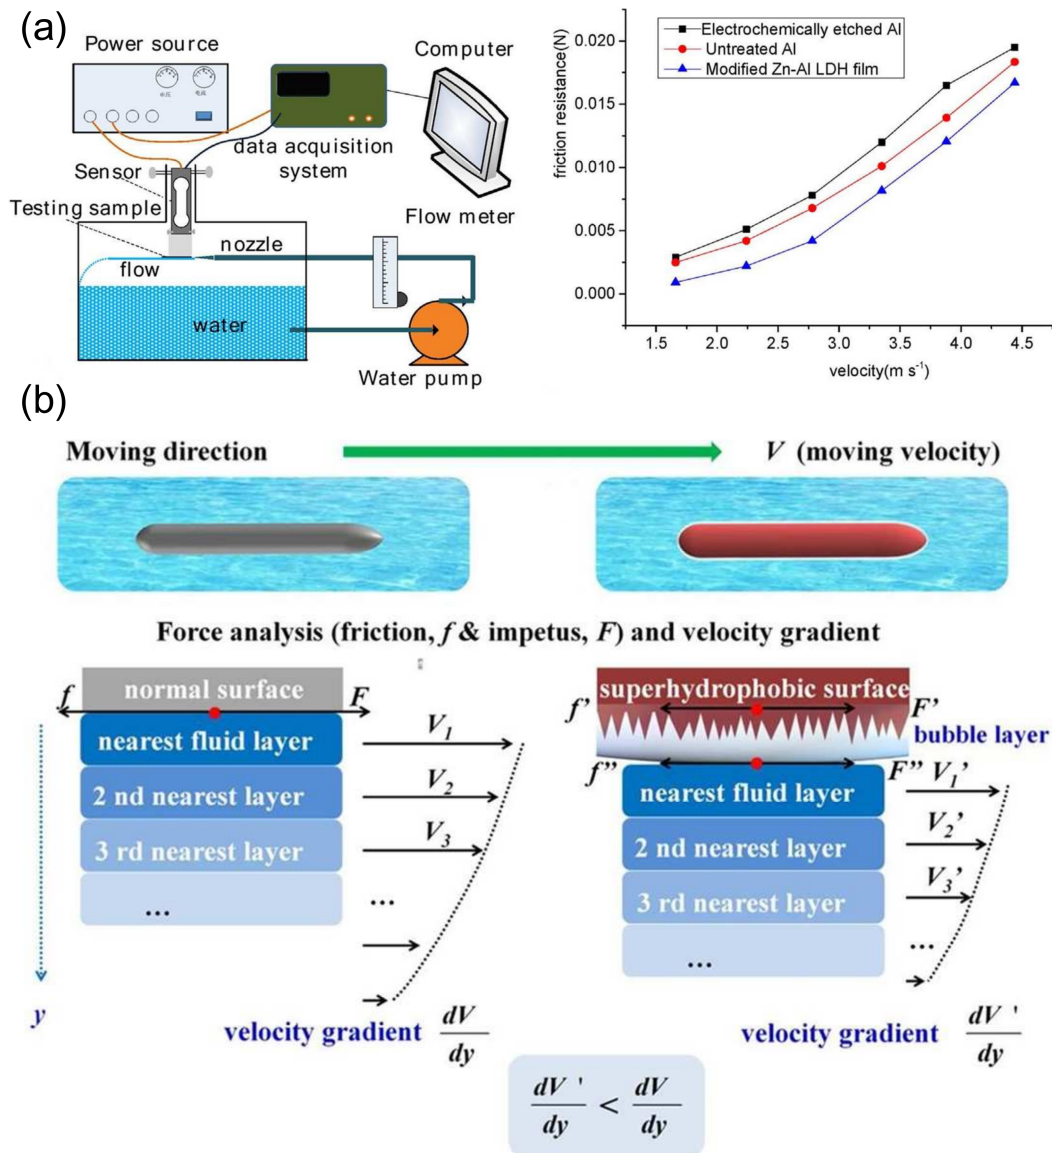 (a)
Power source
Computer
data acquisition
system
Sensor
Testing sample
Flow meter
nozzle
flow
water
Water pump
Electrochemically etched Al
Untreated Al
Modified Zn-Al LDH film
friction resistance(N)
0.020
0.015
0.010
0.005
0.000
1.5 2.0 2.5 3.0 3.5 4.0 4.5
velocity(m s⁻¹)
(b)
Moving direction
V (moving velocity)
Force analysis (friction, f & impetus, F) and velocity gradient
normal surface
f F
nearest fluid layer
V₁
2 nd nearest layer
V₂
3 rd nearest layer
V₃
...
...
y
velocity gradient dV
dy
superhydrophobic surface
f' F'
bubble layer
f'' F''
nearest fluid layer
V₁'
2 nd nearest layer
V₂'
3 rd nearest layer
V₃'
...
...
velocity gradient dV '
dy
dV ' < dV
dy dy